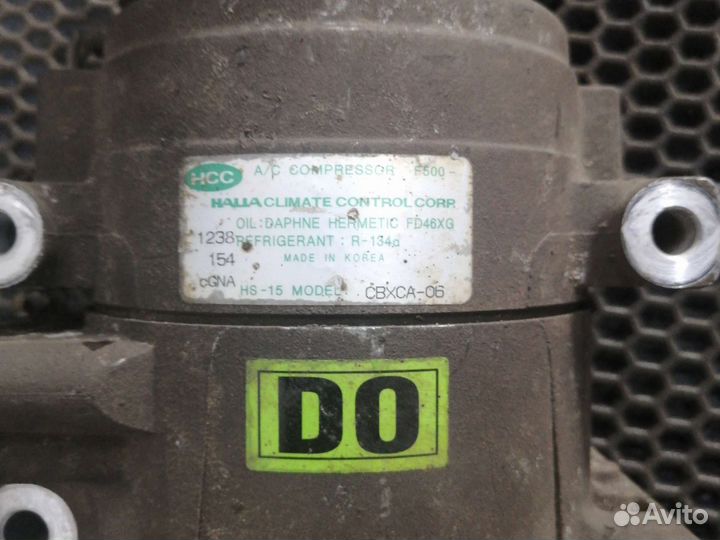 HCC A/C COMPRESSOR F500-
HALLA CLIMATE CONTROL CORP.
OIL:DAPHNE HERMETIC FD46XG
1238 REFRIGERANT : R-134a
154 MADE IN KOREA
cGNA HS-15 MODEL CBXCA-06
DO
Avito